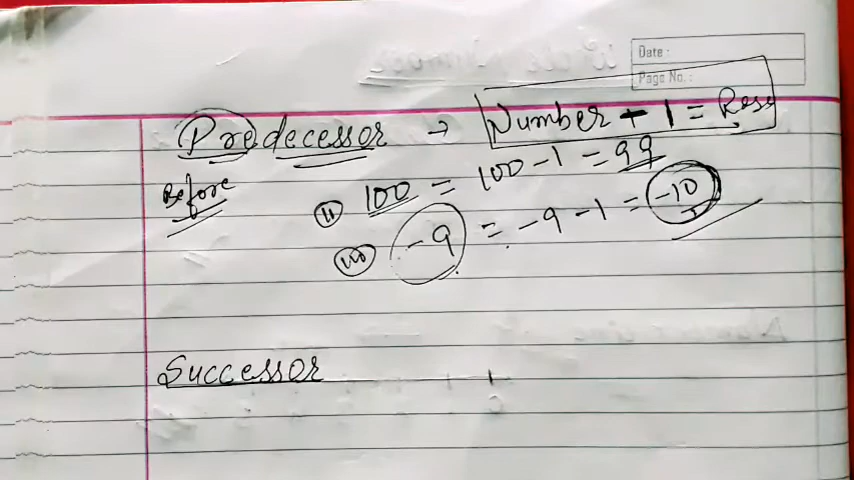 Date :
Page No. :
Predecessor → Number - 1 = Res
Before
(ii) 100 = 100 - 1 = 99
(iii) -9 = -9 - 1 = -10
Successor